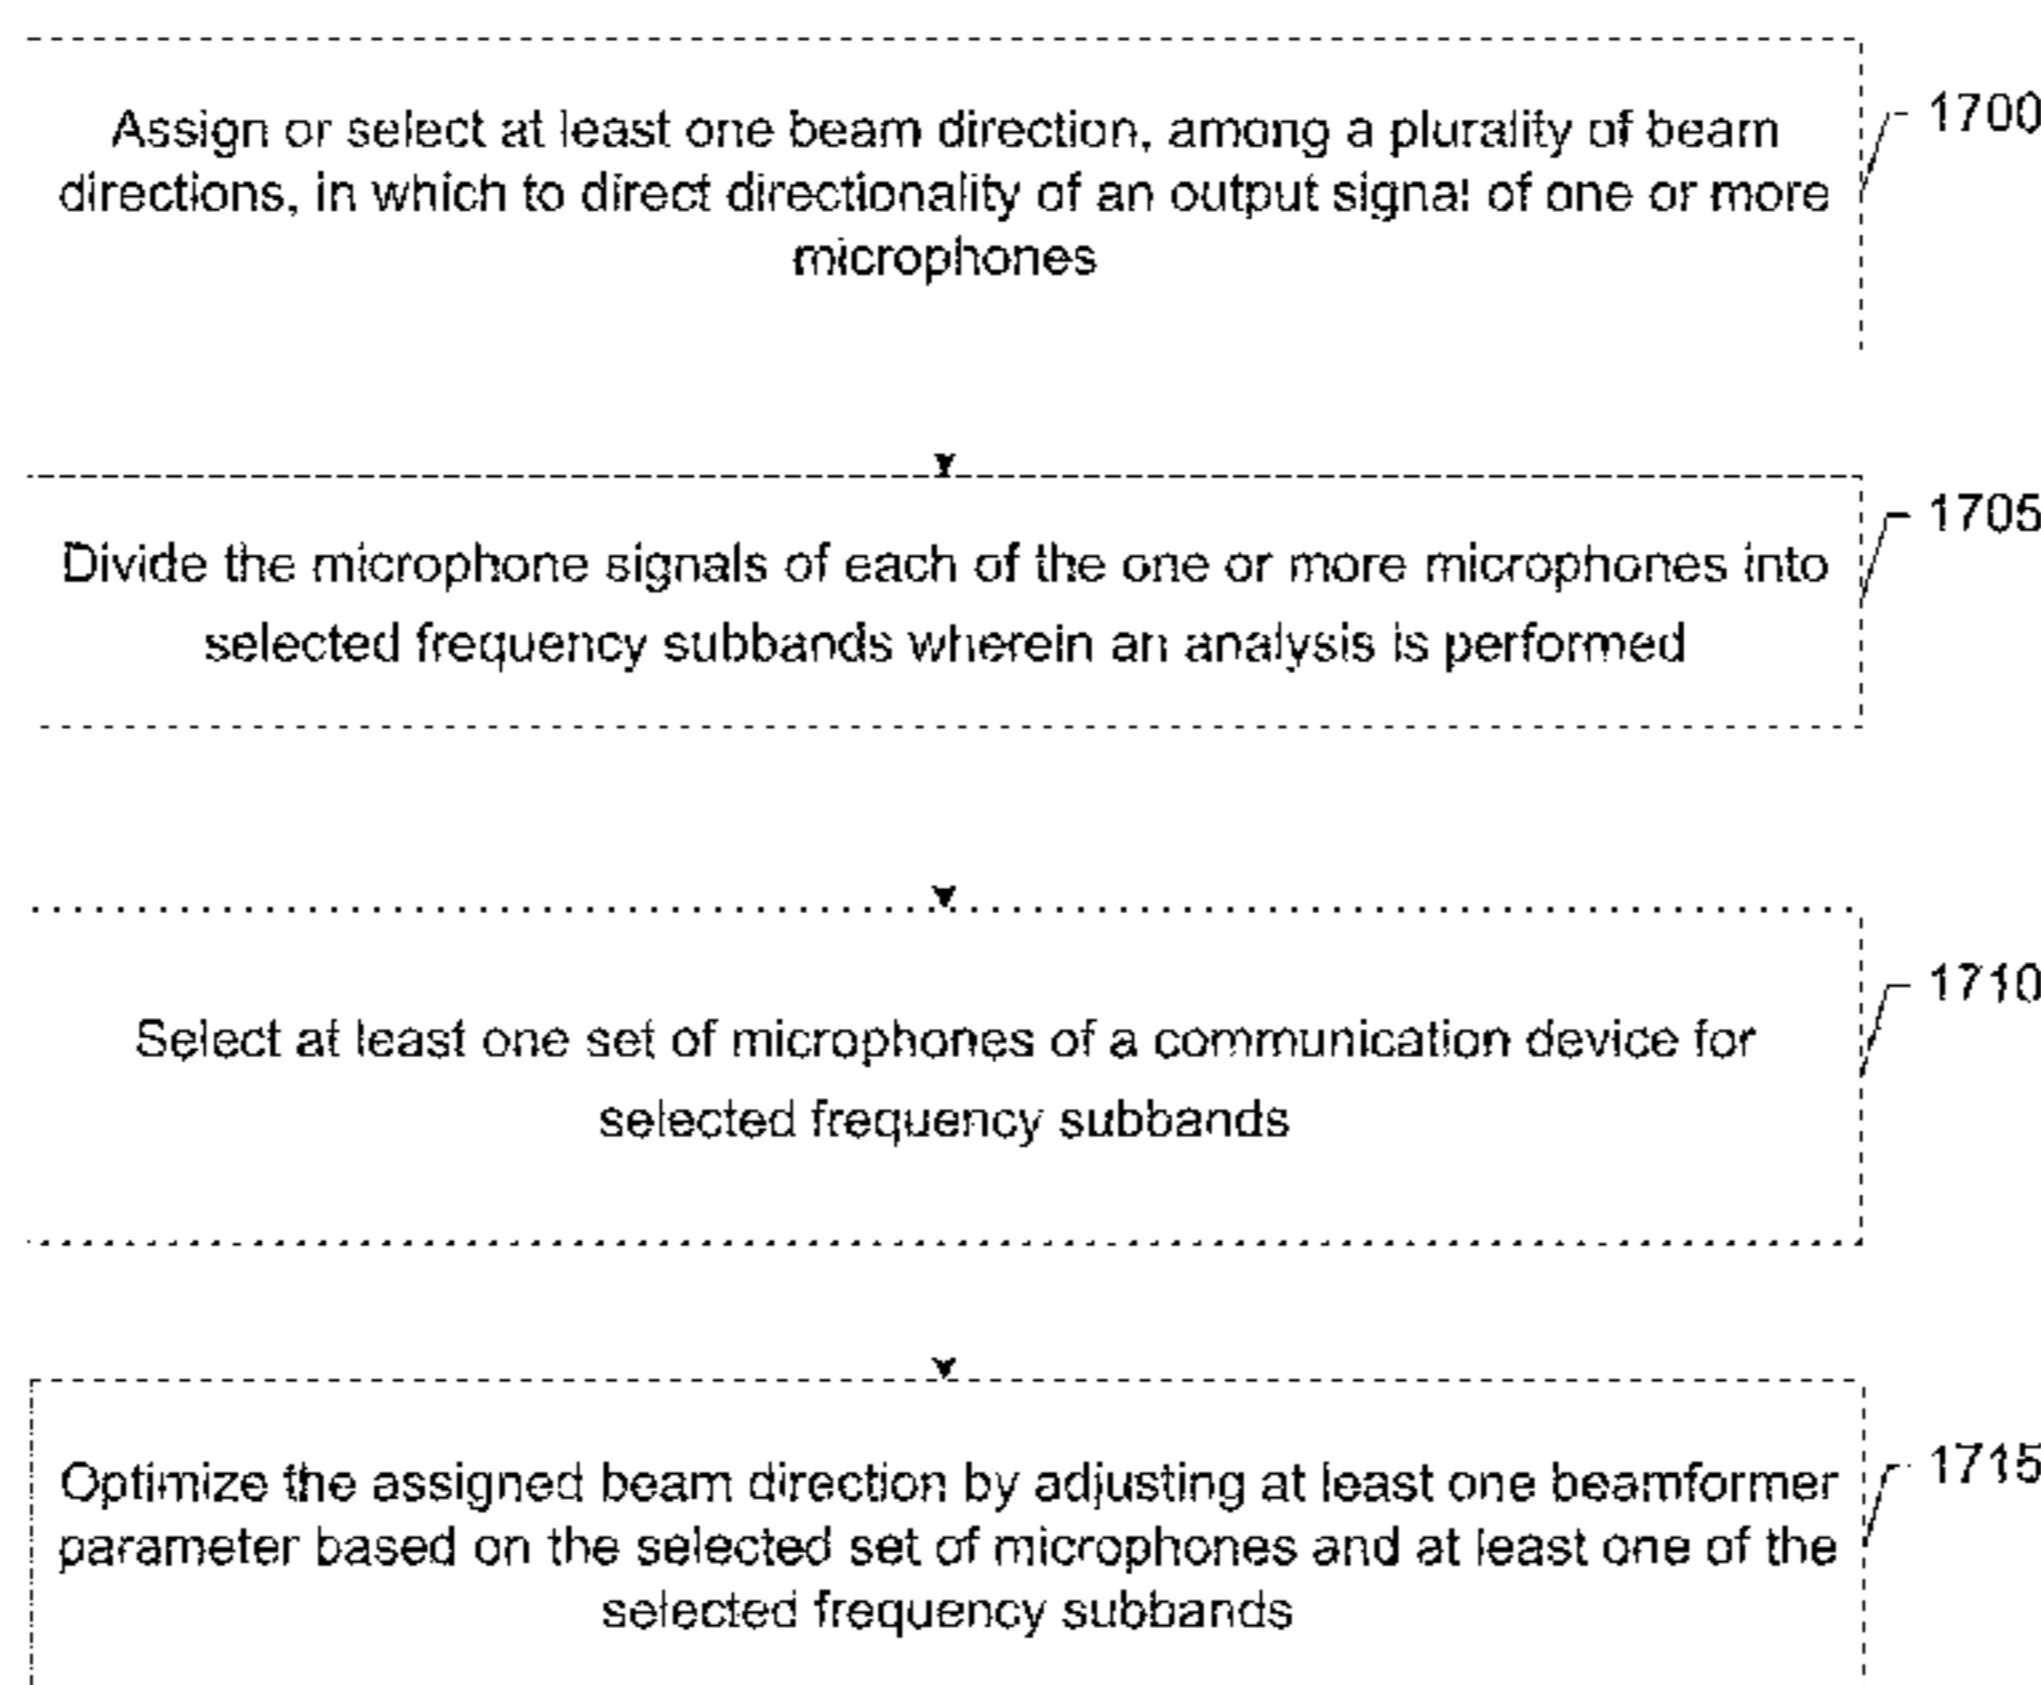 Assign or select at least one beam direction, among a plurality of beam
directions, in which to direct directionality of an output signal of one or more
microphones
1700
Divide the microphone signals of each of the one or more microphones into
selected frequency subbands wherein an analysis is performed
1705
Select at least one set of microphones of a communication device for
selected frequency subbands
1710
Optimize the assigned beam direction by adjusting at least one beamformer
parameter based on the selected set of microphones and at least one of the
selected frequency subbands
1715